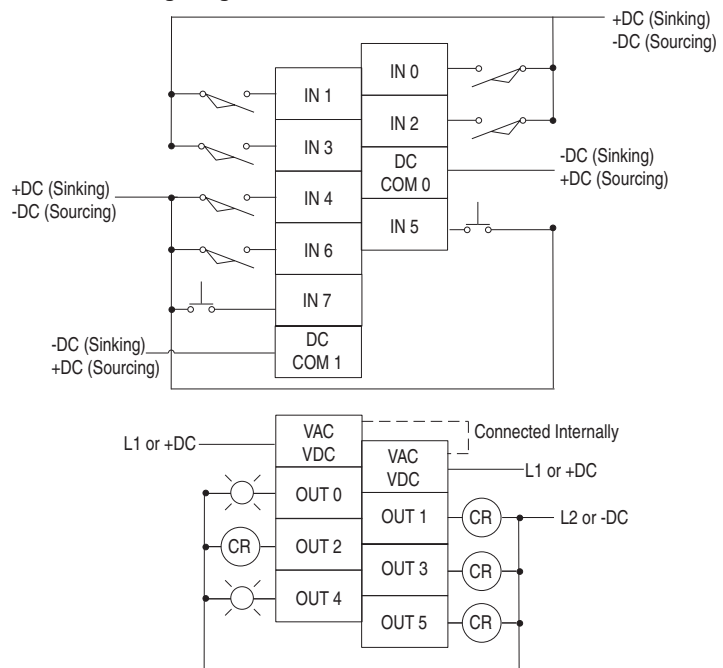 +DC (Sinking)
-DC (Sourcing)
IN 0
IN 1
IN 2
IN 3
DC
COM 0
-DC (Sinking)
+DC (Sourcing)
+DC (Sinking)
-DC (Sourcing)
IN 4
IN 5
IN 6
IN 7
-DC (Sinking)
+DC (Sourcing)
DC
COM 1
L1 or +DC
VAC
VDC
Connected Internally
VAC
VDC
L1 or +DC
OUT 0
OUT 1
CR
L2 or -DC
CR
OUT 2
OUT 3
CR
OUT 4
OUT 5
CR